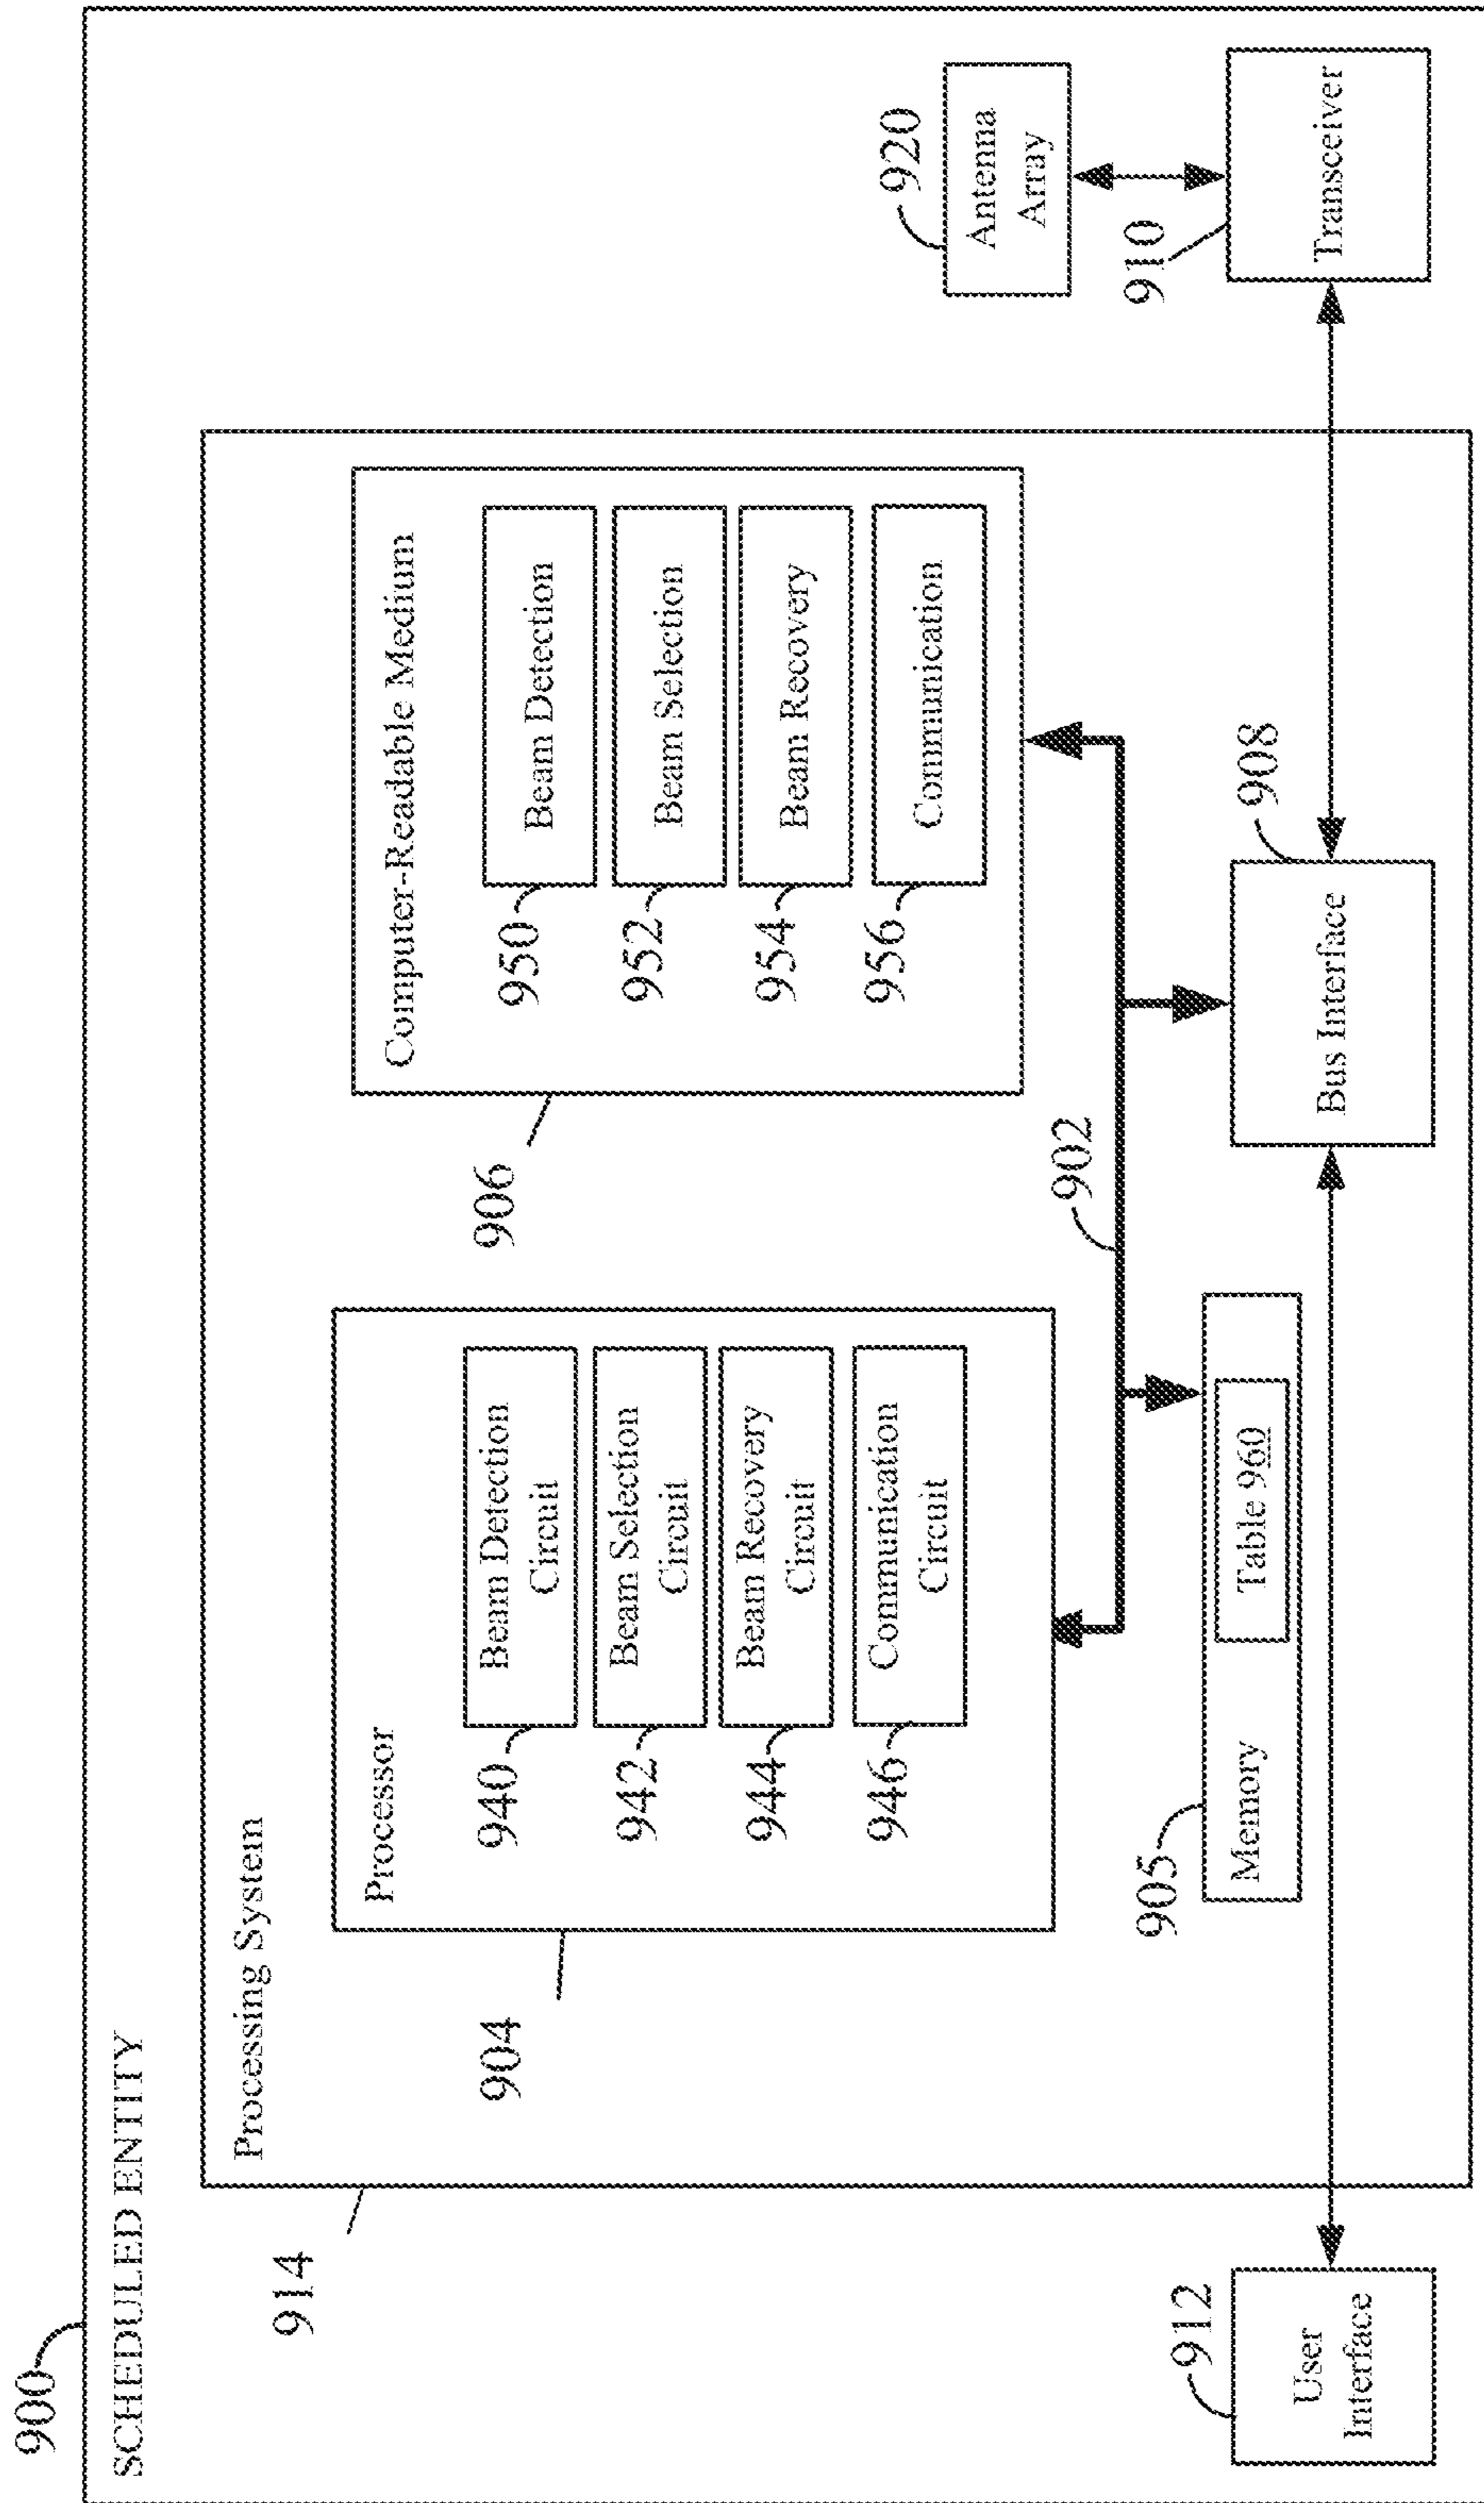 900
SCHEDULED ENTITY
914
Processing System
904
Processor
940
Beam Detection
Circuit
942
Beam Selection
Circuit
944
Beam Recovery
Circuit
946
Communication
Circuit
906
Computer-Readable Medium
950
Beam Detection
952
Beam Selection
954
Beam Recovery
956
Communication
920
Antenna
Array
910
Transceiver
902
905
Memory
Table 960
908
Bus Interface
912
User
Interface